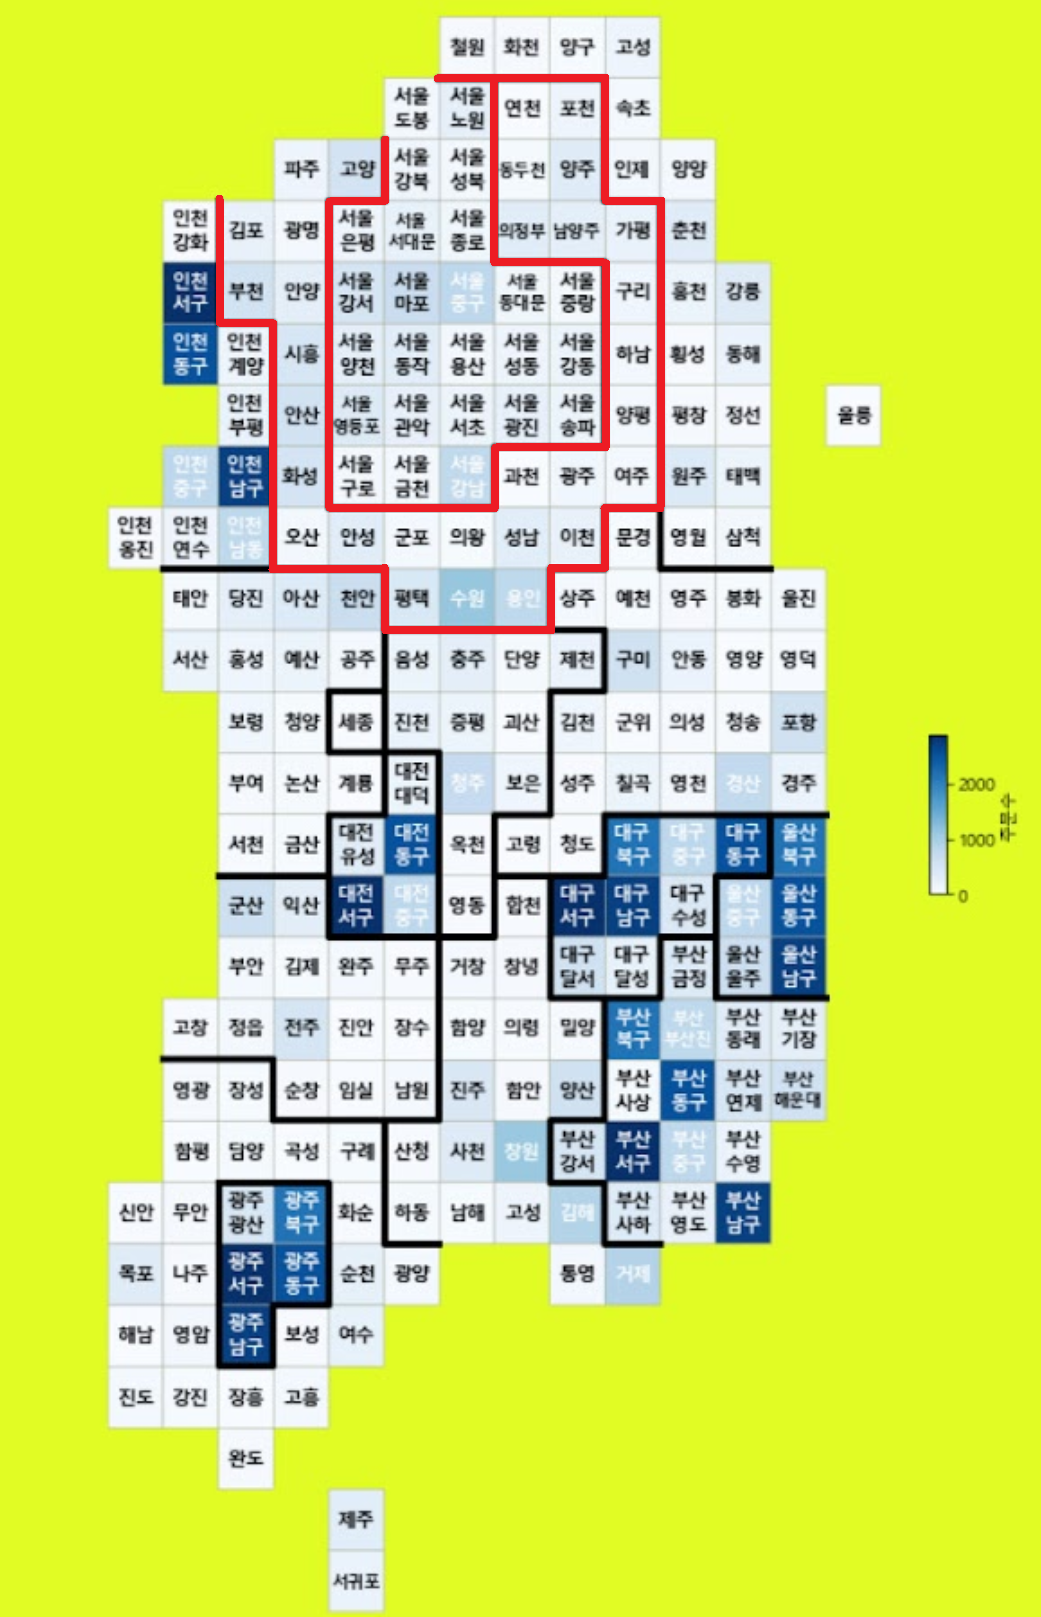 철원 화천 양구 고성
서울 도봉 서울 노원 연천 포천 속초
파주 고양 서울 강북 서울 성북 동두천 양주 인제 양양
인천 강화 김포 광명 서울 은평 서울 서대문 서울 종로 의정부 남양주 가평 춘천
인천 서구 부천 안양 서울 강서 서울 마포 서울 중구 서울 동대문 서울 중랑 구리 홍천 강릉
인천 동구 인천 계양 시흥 서울 양천 서울 동작 서울 용산 서울 성동 서울 강동 하남 횡성 동해
인천 부평 안산 서울 영등포 서울 관악 서울 서초 서울 광진 서울 송파 양평 평창 정선 울릉
인천 중구 인천 남구 화성 서울 구로 서울 금천 서울 강남 과천 광주 여주 원주 태백
인천 옹진 인천 연수 인천 남동 오산 안성 군포 의왕 성남 이천 문경 영월 삼척
태안 당진 아산 천안 평택 수원 용인 상주 예천 영주 봉화 울진
서산 홍성 예산 공주 음성 충주 단양 제천 구미 안동 영양 영덕
보령 청양 세종 진천 증평 괴산 김천 군위 의성 청송 포항
부여 논산 계룡 대전 대덕 청주 보은 성주 칠곡 영천 경산 경주
서천 금산 대전 유성 대전 동구 옥천 고령 청도 대구 북구 대구 중구 대구 동구 울산 북구
군산 익산 대전 서구 대전 중구 영동 합천 대구 서구 대구 남구 대구 수성 울산 중구 울산 동구
부안 김제 완주 무주 거창 창녕 대구 달서 대구 달성 부산 금정 울산 울주 울산 남구
고창 정읍 전주 진안 장수 함양 의령 밀양 부산 북구 부산 부산진 부산 동래 부산 기장
영광 장성 순창 임실 남원 진주 함안 양산 부산 사상 부산 동구 부산 연제 부산 해운대
함평 담양 곡성 구례 산청 사천 창원 부산 강서 부산 서구 부산 중구 부산 수영
신안 무안 광주 광산 광주 북구 화순 하동 남해 고성 김해 부산 사하 부산 영도 부산 남구
목포 나주 광주 서구 광주 동구 순천 광양 통영 거제
해남 영암 광주 남구 보성 여수
진도 강진 장흥 고흥
완도
제주
서귀포
2000
1000
0